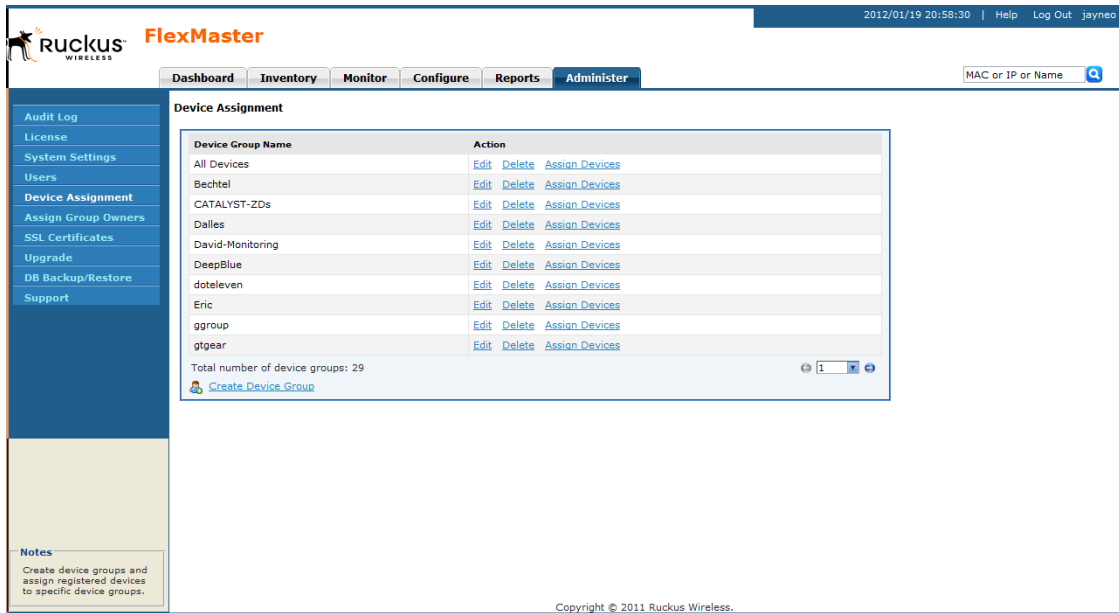 2012/01/19 20:58:30 | Help Log Out jayneo
Ruckus WIRELESS
FlexMaster
Dashboard Inventory Monitor Configure Reports Administer
MAC or IP or Name
Audit Log
License
System Settings
Users
Device Assignment
Assign Group Owners
SSL Certificates
Upgrade
DB Backup/Restore
Support
Device Assignment
Device Group Name Action
All Devices Edit Delete Assign Devices
Bechtel Edit Delete Assign Devices
CATALYST-ZDs Edit Delete Assign Devices
Dalles Edit Delete Assign Devices
David-Monitoring Edit Delete Assign Devices
DeepBlue Edit Delete Assign Devices
doteleven Edit Delete Assign Devices
Eric Edit Delete Assign Devices
ggroup Edit Delete Assign Devices
gtgear Edit Delete Assign Devices
Total number of device groups: 29 1
Create Device Group
Notes
Create device groups and
assign registered devices
to specific device groups.
Copyright © 2011 Ruckus Wireless.